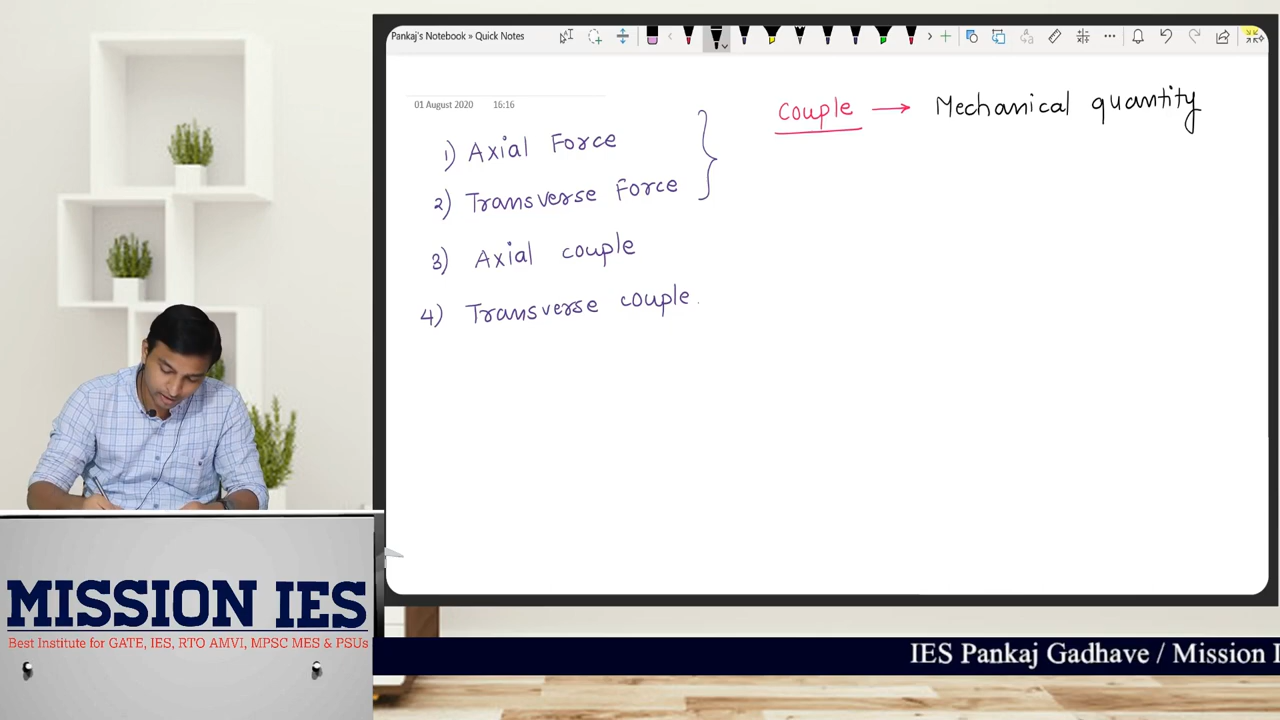 Pankaj's Notebook » Quick Notes
01 August 2020 16:16
1) Axial Force
2) Transverse Force
3) Axial couple
4) Transverse couple.
couple → Mechanical quantity
MISSION IES
Best Institute for GATE, IES, RTO AMVI, MPSC MES & PSUs
IES Pankaj Gadhave / Mission I